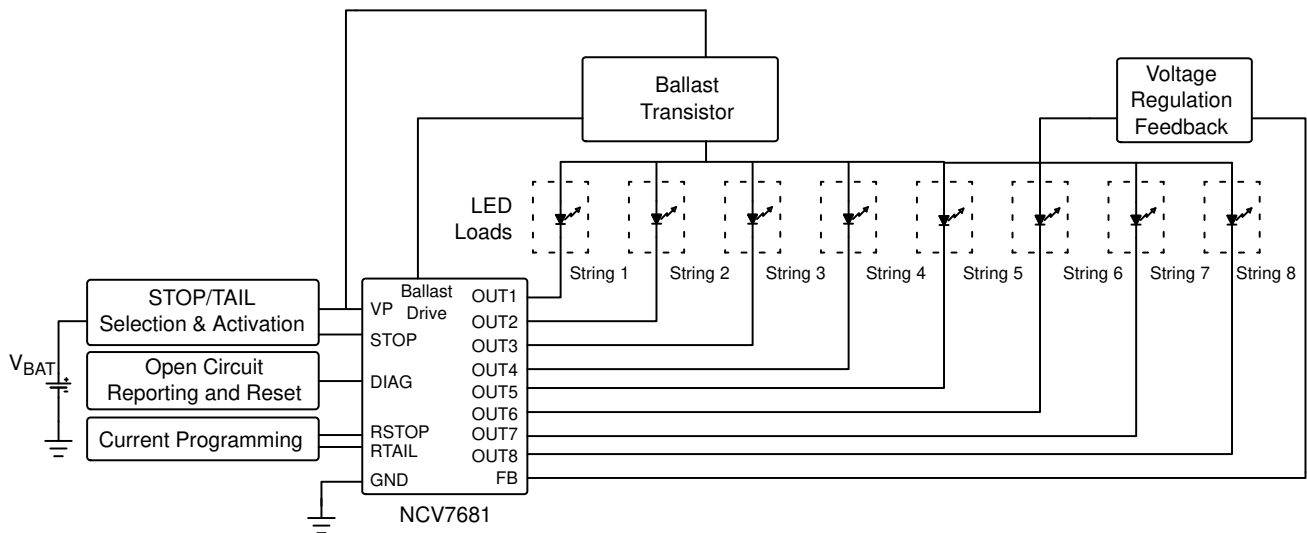 Ballast
Transistor
Voltage
Regulation
Feedback
LED
Loads
String 1
String 2
String 3
String 4
String 5
String 6
String 7
String 8
STOP/TAIL
Selection & Activation
Open Circuit
Reporting and Reset
Current Programming
VBAT
VP
STOP
DIAG
RSTOP
RTAIL
GND
Ballast
Drive
OUT1
OUT2
OUT3
OUT4
OUT5
OUT6
OUT7
OUT8
FB
NCV7681